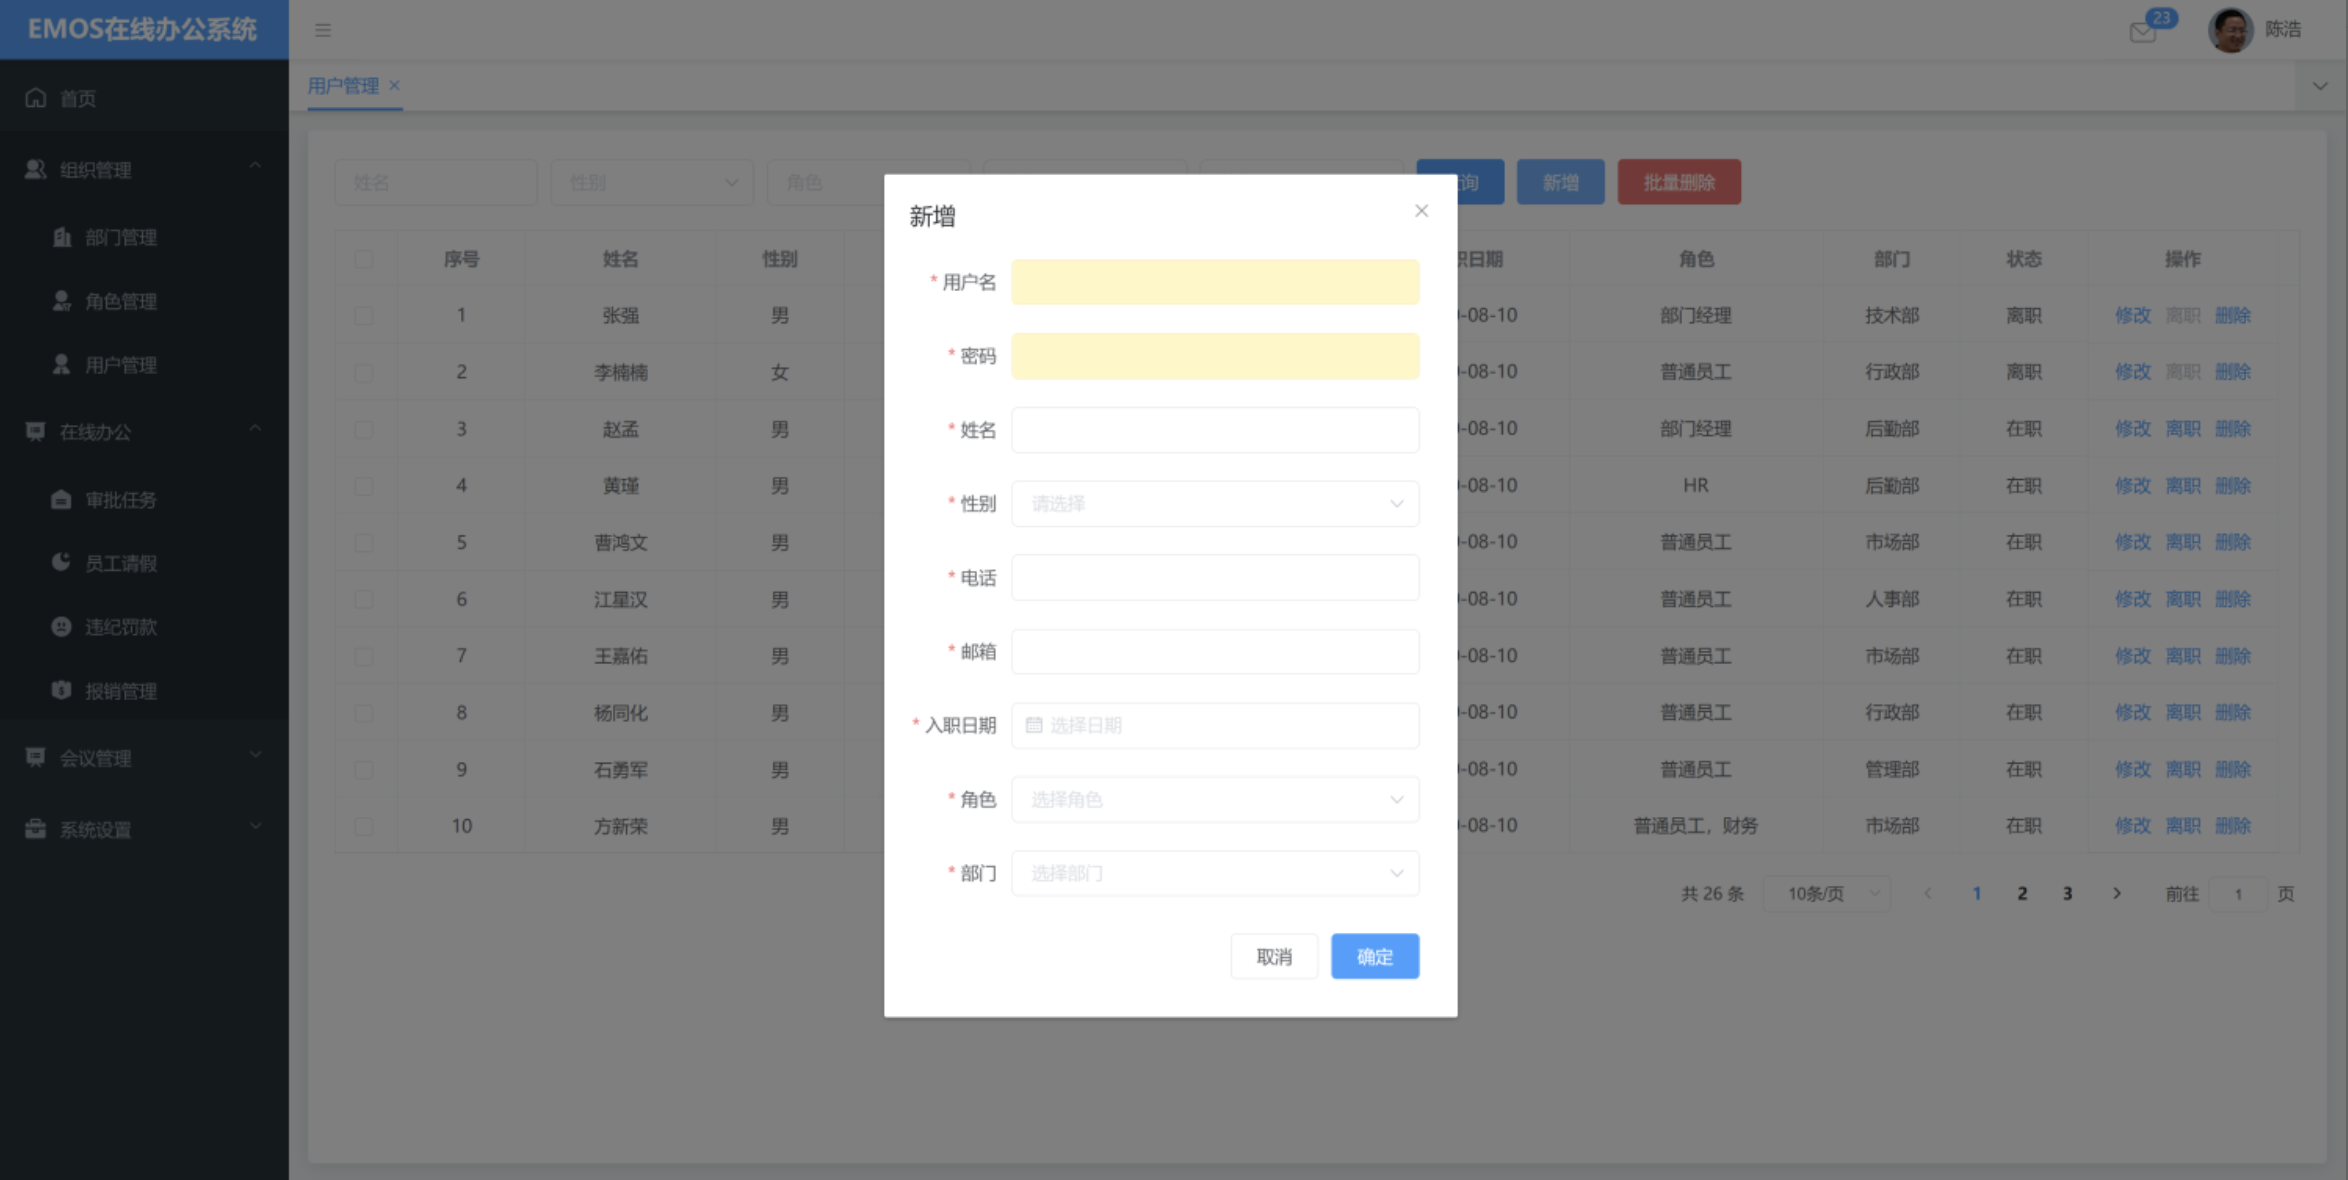 EMOS在线办公系统
23
陈浩
首页
组织管理
部门管理
角色管理
用户管理
在线办公
审批任务
员工请假
违纪罚款
报销管理
会议管理
系统设置
用户管理
姓名 性别 角色 询 新增 批量删除
序号 姓名 性别 职日期 角色 部门 状态 操作
1 张强 男 -08-10 部门经理 技术部 离职 修改 离职 删除
2 李楠楠 女 -08-10 普通员工 行政部 离职 修改 离职 删除
3 赵孟 男 -08-10 部门经理 后勤部 在职 修改 离职 删除
4 黄瑾 男 -08-10 HR 后勤部 在职 修改 离职 删除
5 曹鸿文 男 -08-10 普通员工 市场部 在职 修改 离职 删除
6 江星汉 男 -08-10 普通员工 人事部 在职 修改 离职 删除
7 王嘉佑 男 -08-10 普通员工 市场部 在职 修改 离职 删除
8 杨同化 男 -08-10 普通员工 行政部 在职 修改 离职 删除
9 石勇军 男 -08-10 普通员工 管理部 在职 修改 离职 删除
10 方新荣 男 -08-10 普通员工，财务 市场部 在职 修改 离职 删除
共 26 条 10条/页 1 2 3 前往 1 页
新增
* 用户名
* 密码
* 姓名
* 性别 请选择
* 电话
* 邮箱
* 入职日期 选择日期
* 角色 选择角色
* 部门 选择部门
取消 确定